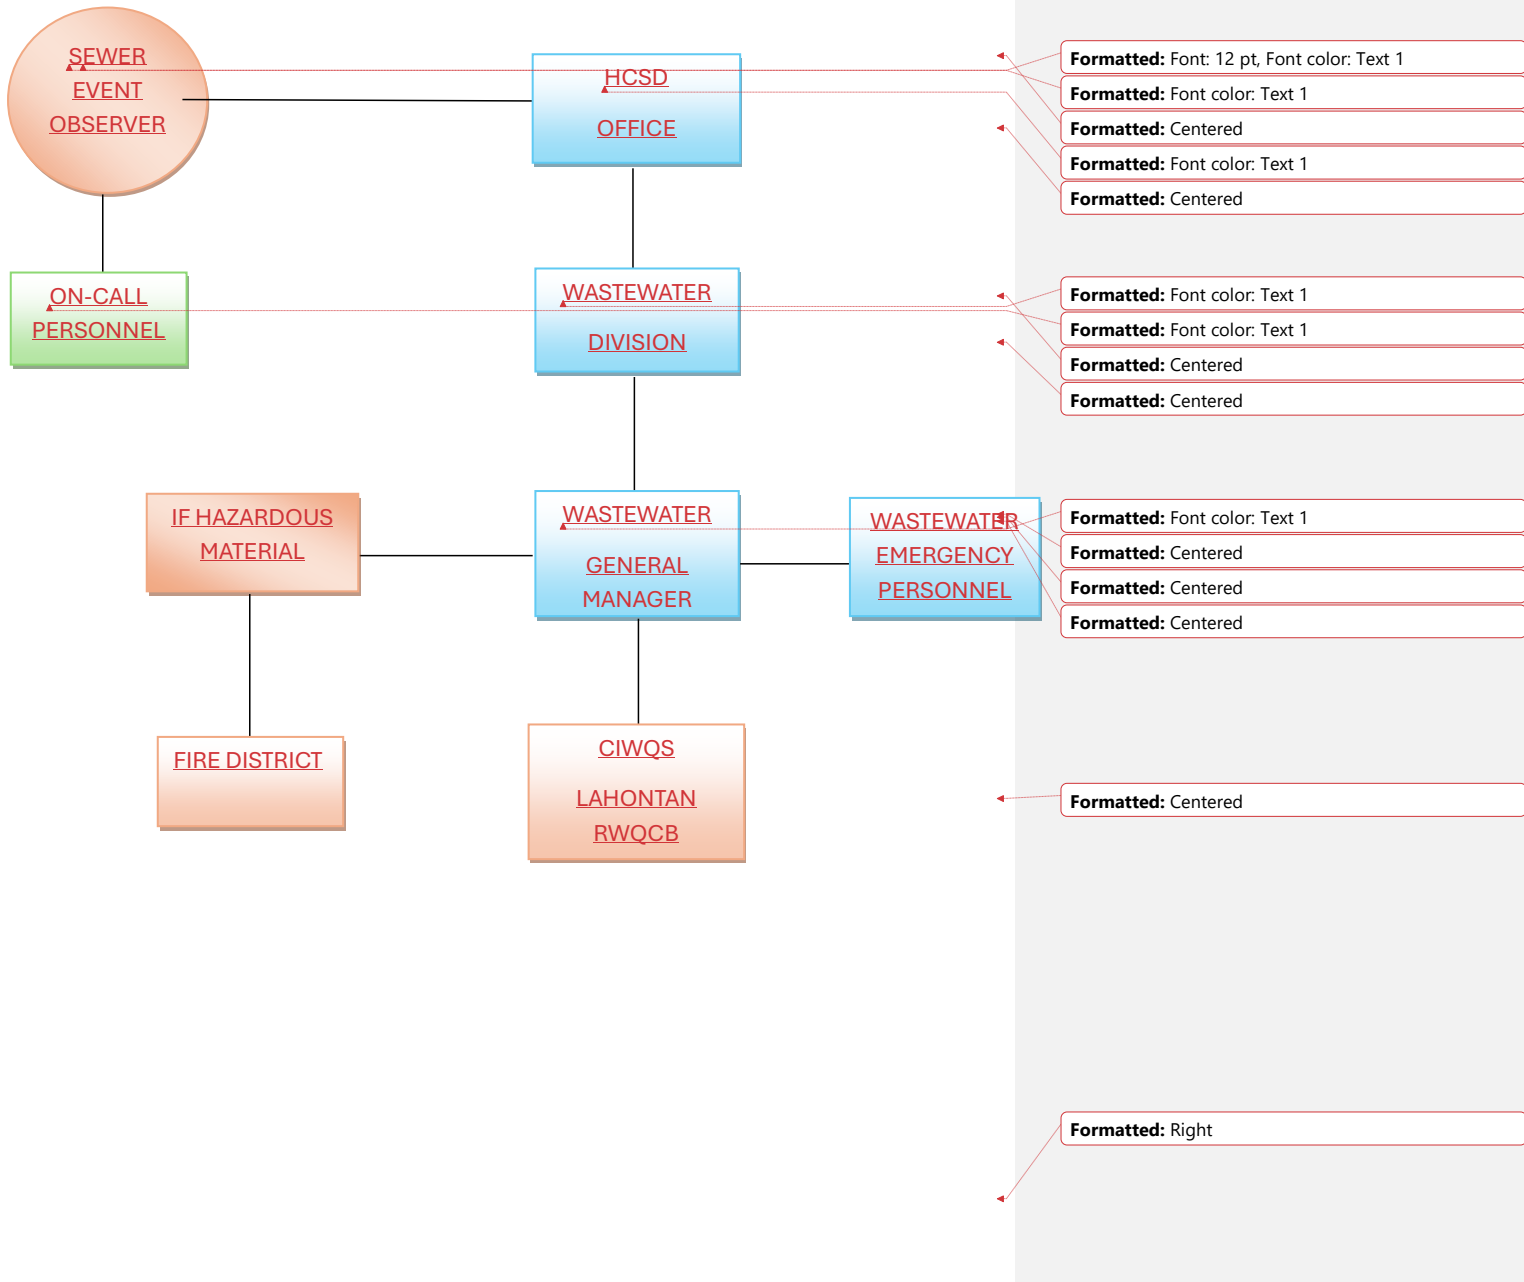 SEWER
EVENT
OBSERVER
HCSD
OFFICE
ON-CALL
PERSONNEL
WASTEWATER
DIVISION
IF HAZARDOUS
MATERIAL
WASTEWATER
GENERAL
MANAGER
WASTEWATER
EMERGENCY
PERSONNEL
FIRE DISTRICT
CIWQS
LAHONTAN
RWQCB
Formatted: Font: 12 pt, Font color: Text 1
Formatted: Font color: Text 1
Formatted: Centered
Formatted: Font color: Text 1
Formatted: Centered
Formatted: Font color: Text 1
Formatted: Font color: Text 1
Formatted: Centered
Formatted: Centered
Formatted: Font color: Text 1
Formatted: Centered
Formatted: Centered
Formatted: Centered
Formatted: Centered
Formatted: Right